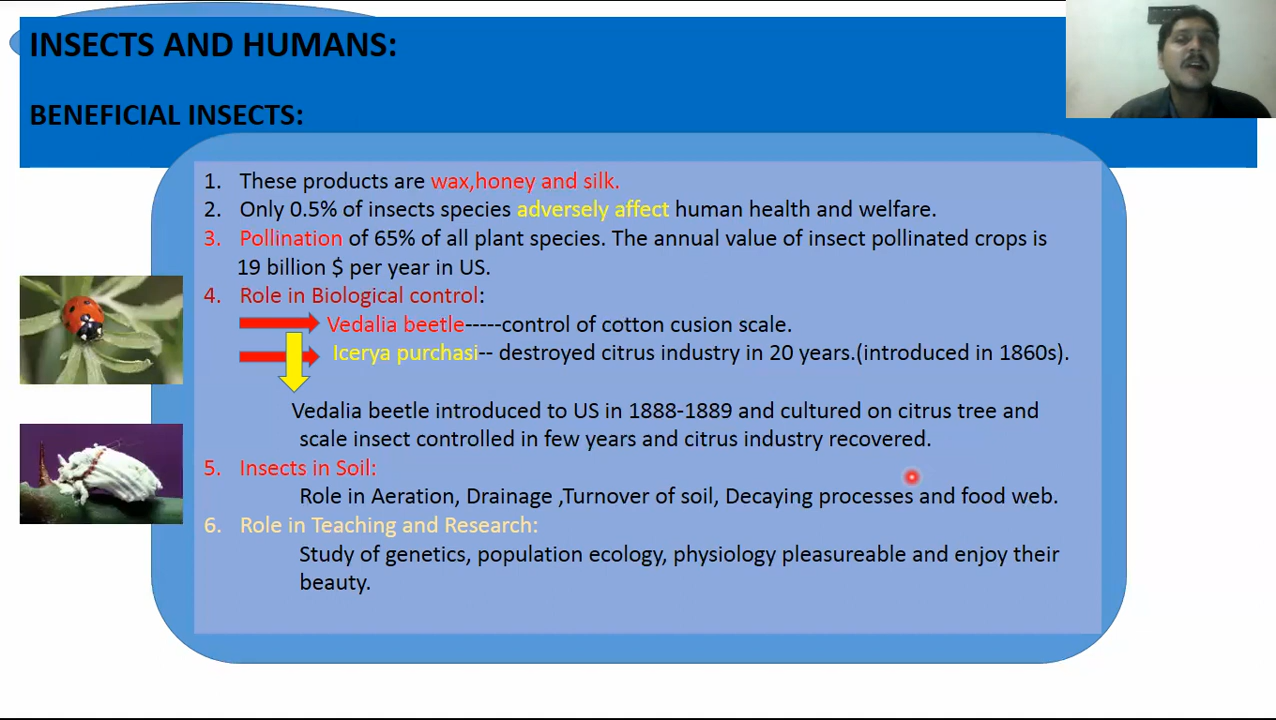 INSECTS AND HUMANS:
BENEFICIAL INSECTS:
1. These products are wax,honey and silk.
2. Only 0.5% of insects species adversely affect human health and welfare.
3. Pollination of 65% of all plant species. The annual value of insect pollinated crops is
19 billion $ per year in US.
4. Role in Biological control:
Vedalia beetle-----control of cotton cusion scale.
Icerya purchasi-- destroyed citrus industry in 20 years.(introduced in 1860s).
Vedalia beetle introduced to US in 1888-1889 and cultured on citrus tree and
scale insect controlled in few years and citrus industry recovered.
5. Insects in Soil:
Role in Aeration, Drainage ,Turnover of soil, Decaying processes and food web.
6. Role in Teaching and Research:
Study of genetics, population ecology, physiology pleasureable and enjoy their
beauty.